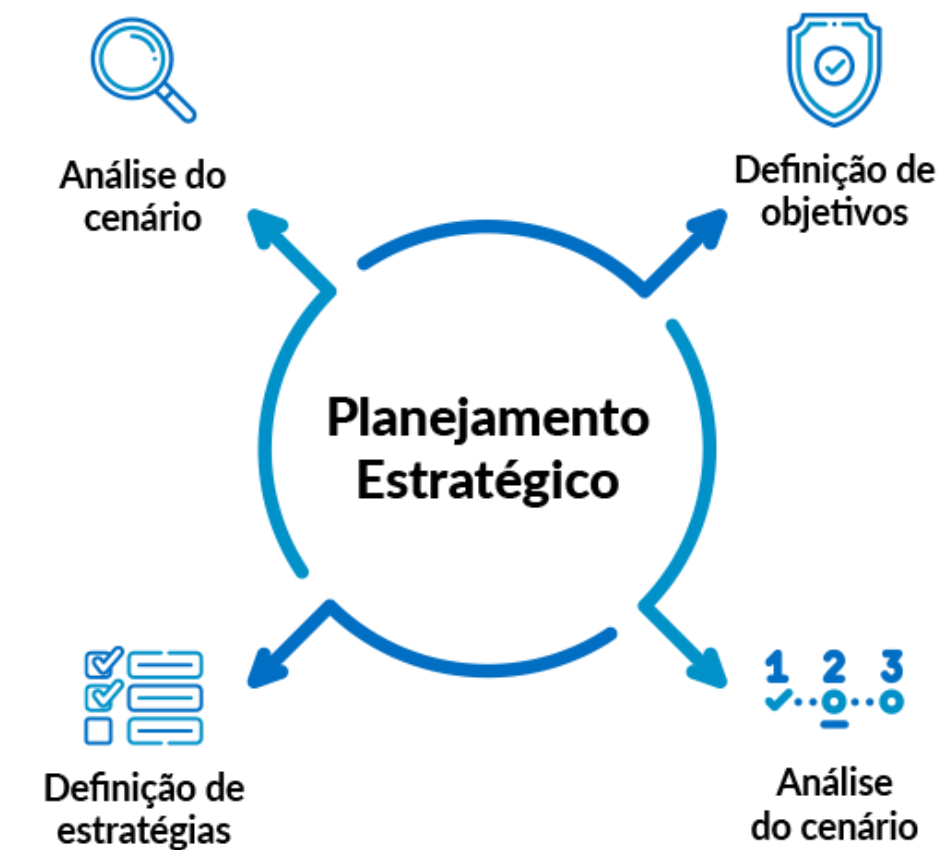 Análise do
cenário
Definição de
objetivos
Planejamento
Estratégico
1 2 3
Definição de
estratégias
Análise
do cenário